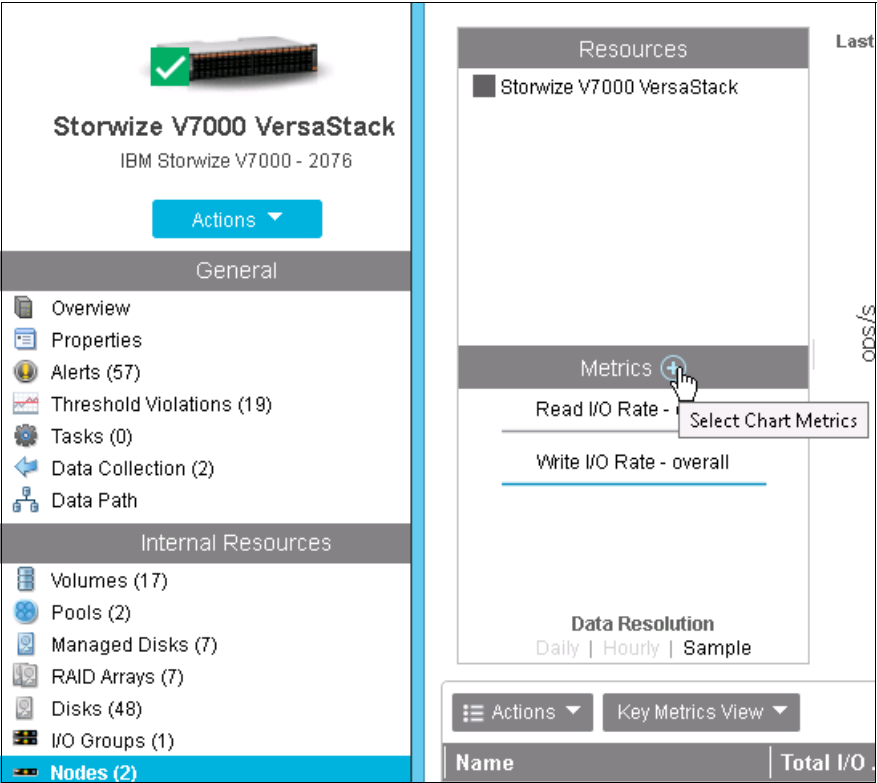 Storwize V7000 VersaStack
IBM Storwize V7000 - 2076
Actions
General
Overview
Properties
Alerts (57)
Threshold Violations (19)
Tasks (0)
Data Collection (2)
Data Path
Internal Resources
Volumes (17)
Pools (2)
Managed Disks (7)
RAID Arrays (7)
Disks (48)
I/O Groups (1)
Nodes (2)
Resources
Storwize V7000 VersaStack
Metrics
Read I/O Rate -
Select Chart Metrics
Write I/O Rate - overall
Data Resolution
Daily | Hourly | Sample
Last
ops/s
Actions
Key Metrics View
Name
Total I/O